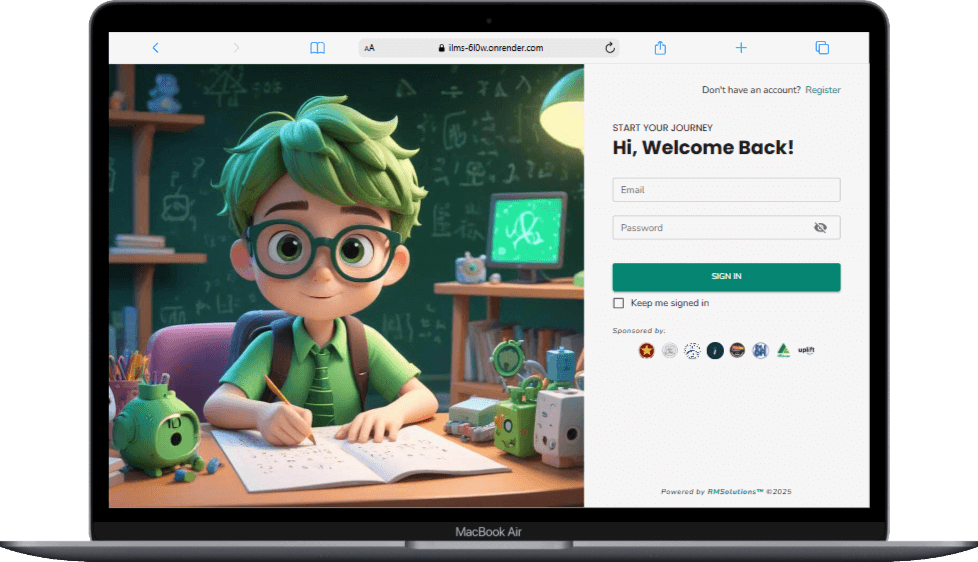 AA
ilms-6l0w.onrender.com
Don't have an account? Register
START YOUR JOURNEY
Hi, Welcome Back!
Email
Password
SIGN IN
Keep me signed in
Sponsored by:
uplift
Powered by RMSolutions™ ©2025
MacBook Air